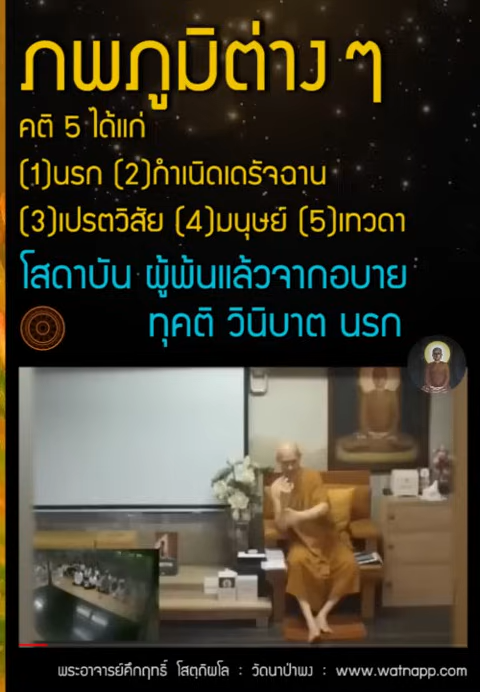 ภพภูมิต่าง ๆ
คติ 5 ได้แก่
(1)นรก (2)กำเนิดเดรัจฉาน
(3)เปรตวิสัย (4)มนุษย์ (5)เทวดา
โสดาบัน ผู้พ้นแล้วจากอบาย
ทุคติ วินิบาต นรก
พระอาจารย์คึกฤทธิ์ โสตฺถิผโล : วัดนาป่าพง : www.watnapp.com